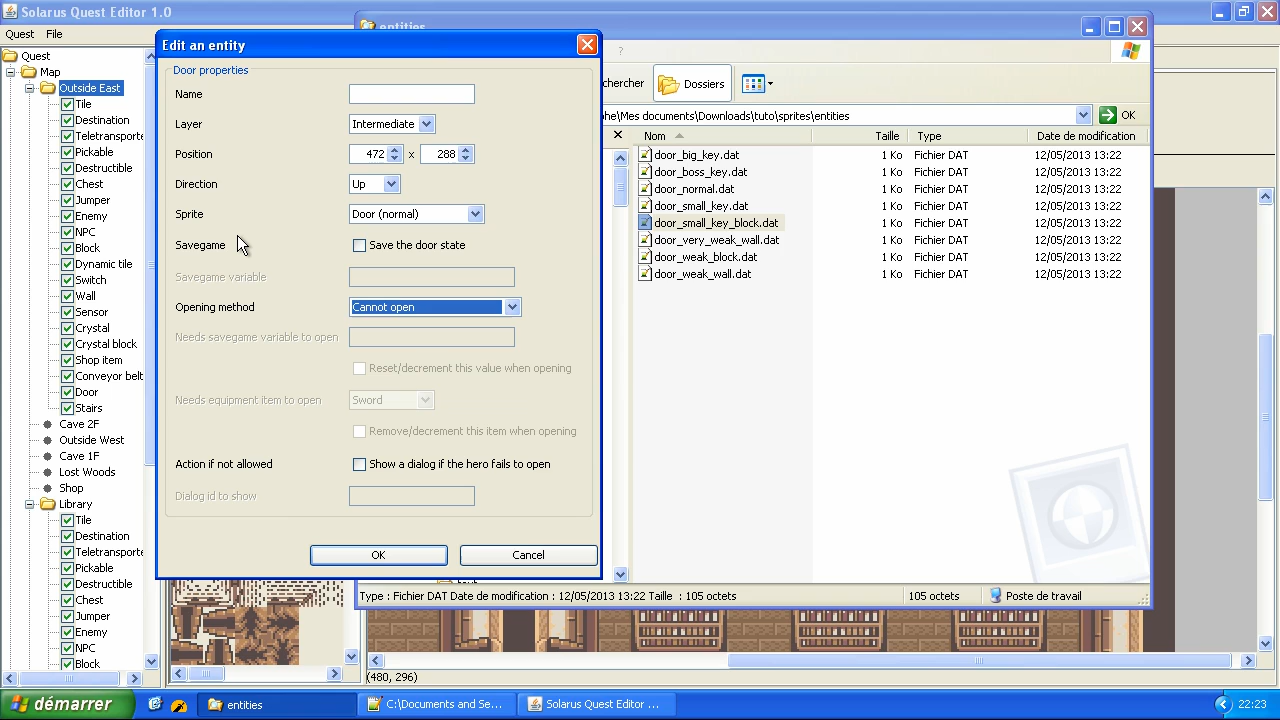 Solarus Quest Editor 1.0
Quest File
Quest
Map
Outside East
Tile
Destination
Teletransporte
Pickable
Destructible
Chest
Jumper
Enemy
NPC
Block
Dynamic tile
Switch
Wall
Sensor
Crystal
Crystal block
Shop item
Conveyor belt
Door
Stairs
Cave 2F
Outside West
Cave 1F
Lost Woods
Shop
Library
Tile
Destination
Teletransporte
Pickable
Destructible
Chest
Jumper
Enemy
NPC
Block
Edit an entity
Door properties
Name
Layer Intermediate
Position 472 x 288
Direction Up
Sprite Door (normal)
Savegame Save the door state
Savegame variable
Opening method Cannot open
Needs savegame variable to open
Reset/decrement this value when opening
Needs equipment item to open Sword
Remove/decrement this item when opening
Action if not allowed Show a dialog if the hero fails to open
Dialog id to show
OK Cancel
entities
?
chercher Dossiers
phe\Mes documents\Downloads\tuto\sprites\entities OK
Nom Taille Type Date de modification
door_big_key.dat 1 Ko Fichier DAT 12/05/2013 13:22
door_boss_key.dat 1 Ko Fichier DAT 12/05/2013 13:22
door_normal.dat 1 Ko Fichier DAT 12/05/2013 13:22
door_small_key.dat 1 Ko Fichier DAT 12/05/2013 13:22
door_small_key_block.dat 1 Ko Fichier DAT 12/05/2013 13:22
door_very_weak_wall.dat 1 Ko Fichier DAT 12/05/2013 13:22
door_weak_block.dat 1 Ko Fichier DAT 12/05/2013 13:22
door_weak_wall.dat 1 Ko Fichier DAT 12/05/2013 13:22
Type : Fichier DAT Date de modification : 12/05/2013 13:22 Taille : 105 octets 105 octets Poste de travail
(480, 296)
démarrer entities C:\Documents and Se... Solarus Quest Editor ... 22:23